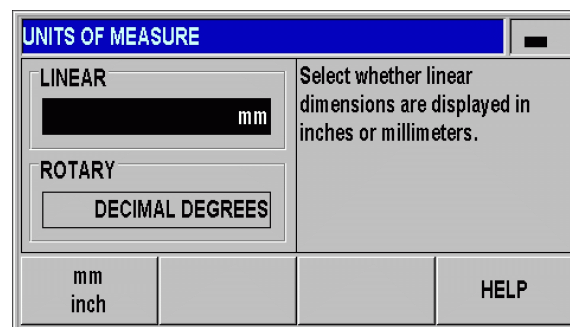 UNITS OF MEASURE
LINEAR
mm
ROTARY
DECIMAL DEGREES
Select whether linear
dimensions are displayed in
inches or millimeters.
mm
inch
HELP